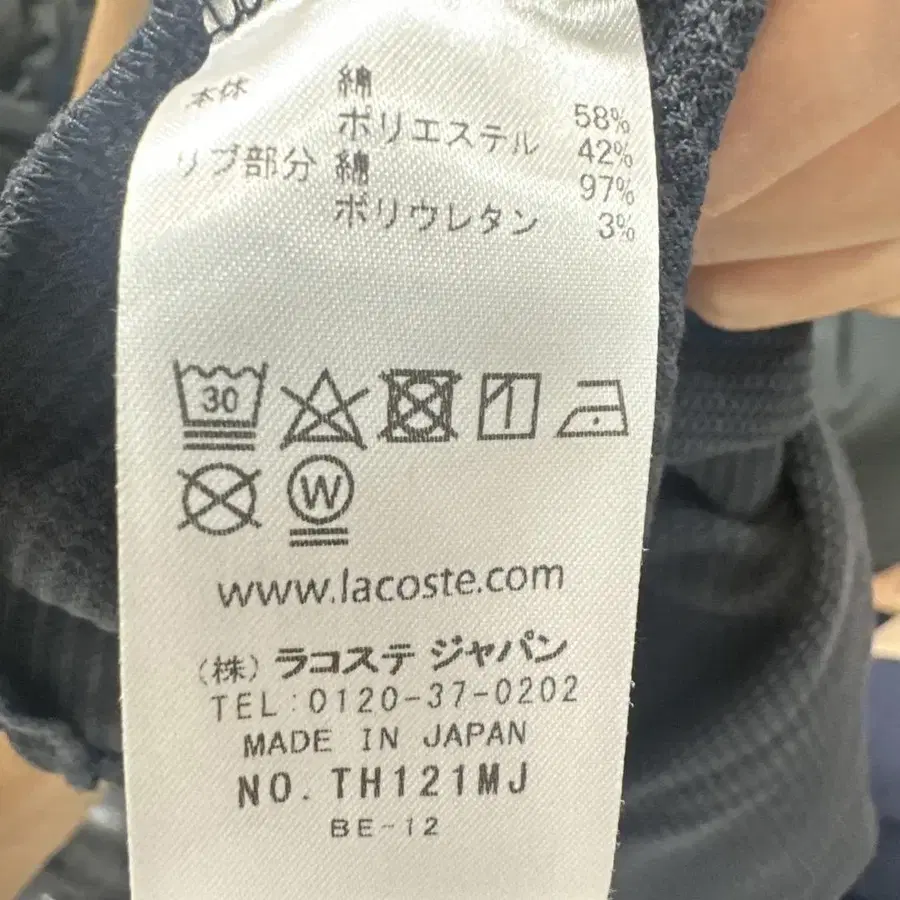 本体 綿 58%
ポリエステル 42%
リブ部分 綿 97%
ポリウレタン 3%
30
W
www.lacoste.com
(株) ラコステ ジャパン
TEL:0120-37-0202
MADE IN JAPAN
NO. TH121MJ
BE-12